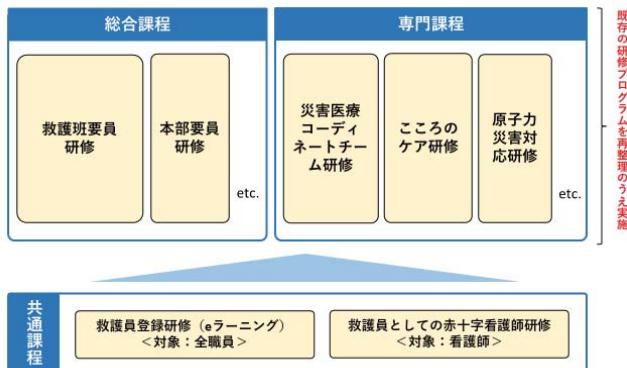 総合課程
専門課程
救護班要員
研修
本部要員
研修
etc.
災害医療
コーディ
ネートチー
ム研修
こころの
ケア研修
原子力
災害対
応研修
etc.
既存の研修プログラムを再整理のうえ実施
共通課程
救護員登録研修（eラーニング）
＜対象：全職員＞
救護員としての赤十字看護師研修
＜対象：看護師＞